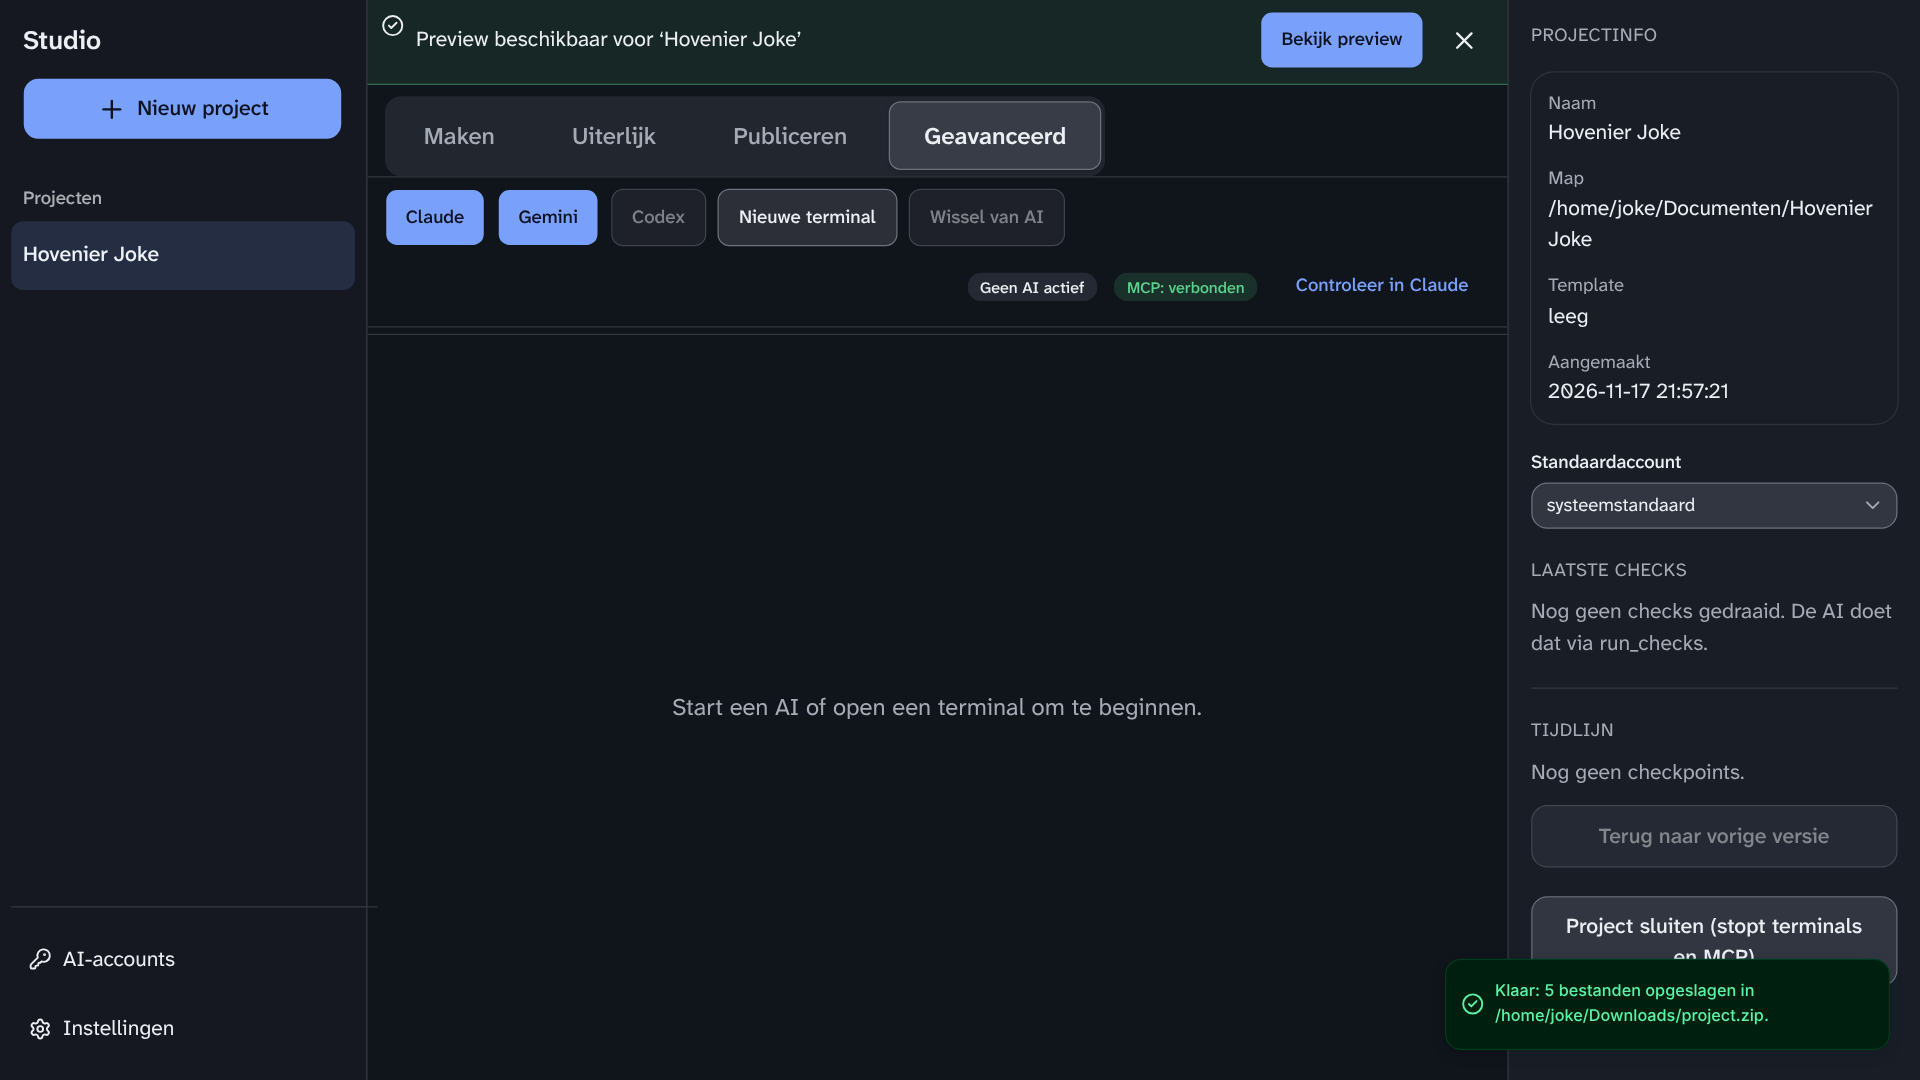 Studio
Nieuw project
Projecten
Hovenier Joke
AI-accounts
Instellingen
Preview beschikbaar voor ‘Hovenier Joke’
Bekijk preview
Maken
Uiterlijk
Publiceren
Geavanceerd
Claude
Gemini
Codex
Nieuwe terminal
Wissel van AI
Geen AI actief
MCP: verbonden
Controleer in Claude
Start een AI of open een terminal om te beginnen.
PROJECTINFO
Naam
Hovenier Joke
Map
/home/joke/Documenten/Hovenier
Joke
Template
leeg
Aangemaakt
2026-11-17 21:57:21
Standaardaccount
systeemstandaard
LAATSTE CHECKS
Nog geen checks gedraaid. De AI doet
dat via run_checks.
TIJDLIJN
Nog geen checkpoints.
Terug naar vorige versie
Project sluiten (stopt terminals
en MCP)
Klaar: 5 bestanden opgeslagen in
/home/joke/Downloads/project.zip.